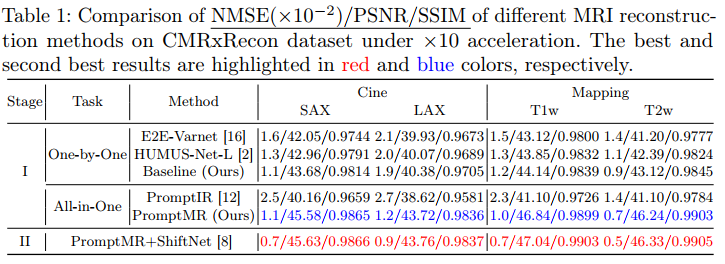 Table 1: Comparison of NMSE(×10⁻²)/PSNR/SSIM of different MRI reconstruc-
tion methods on CMRxRecon dataset under ×10 acceleration. The best and
second best results are highlighted in red and blue colors, respectively.
Stage Task Method Cine Mapping
SAX LAX T1w T2w
I One-by-One E2E-Varnet [16] 1.6/42.05/0.9744 2.1/39.93/0.9673 1.5/43.12/0.9800 1.4/41.20/0.9777
HUMUS-Net-L [2] 1.3/42.96/0.9791 2.0/40.07/0.9689 1.3/43.85/0.9832 1.1/42.39/0.9824
Baseline (Ours) 1.1/43.68/0.9814 1.9/40.38/0.9705 1.2/44.14/0.9839 0.9/43.12/0.9845
All-in-One PromptIR [12] 2.5/40.16/0.9659 2.7/38.62/0.9581 2.3/41.10/0.9726 1.4/41.10/0.9784
PromptMR (Ours) 1.1/45.58/0.9865 1.2/43.72/0.9836 1.0/46.84/0.9899 0.7/46.24/0.9903
II PromptMR+ShiftNet [8] 0.7/45.63/0.9866 0.9/43.76/0.9837 0.7/47.04/0.9903 0.5/46.33/0.9905